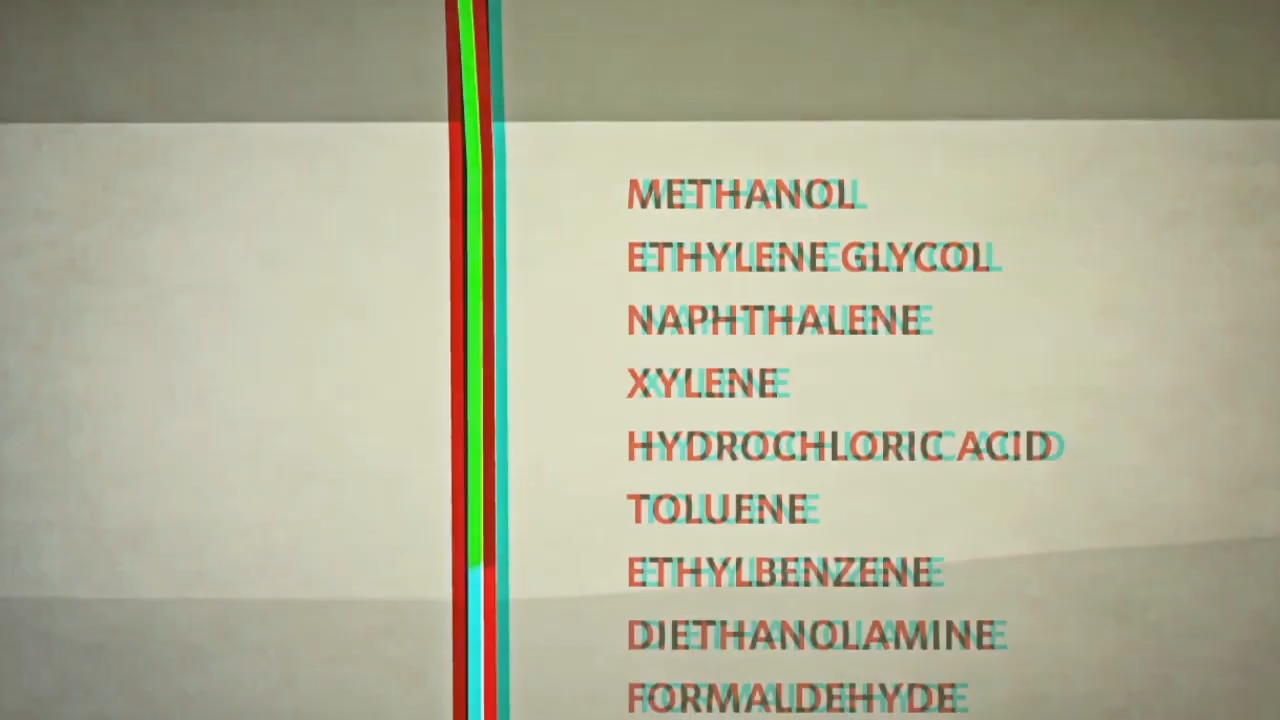 METHANOL
ETHYLENE GLYCOL
NAPHTHALENE
XYLENE
HYDROCHLORIC ACID
TOLUENE
ETHYLBENZENE
DIETHANOLAMINE
FORMALDEHYDE